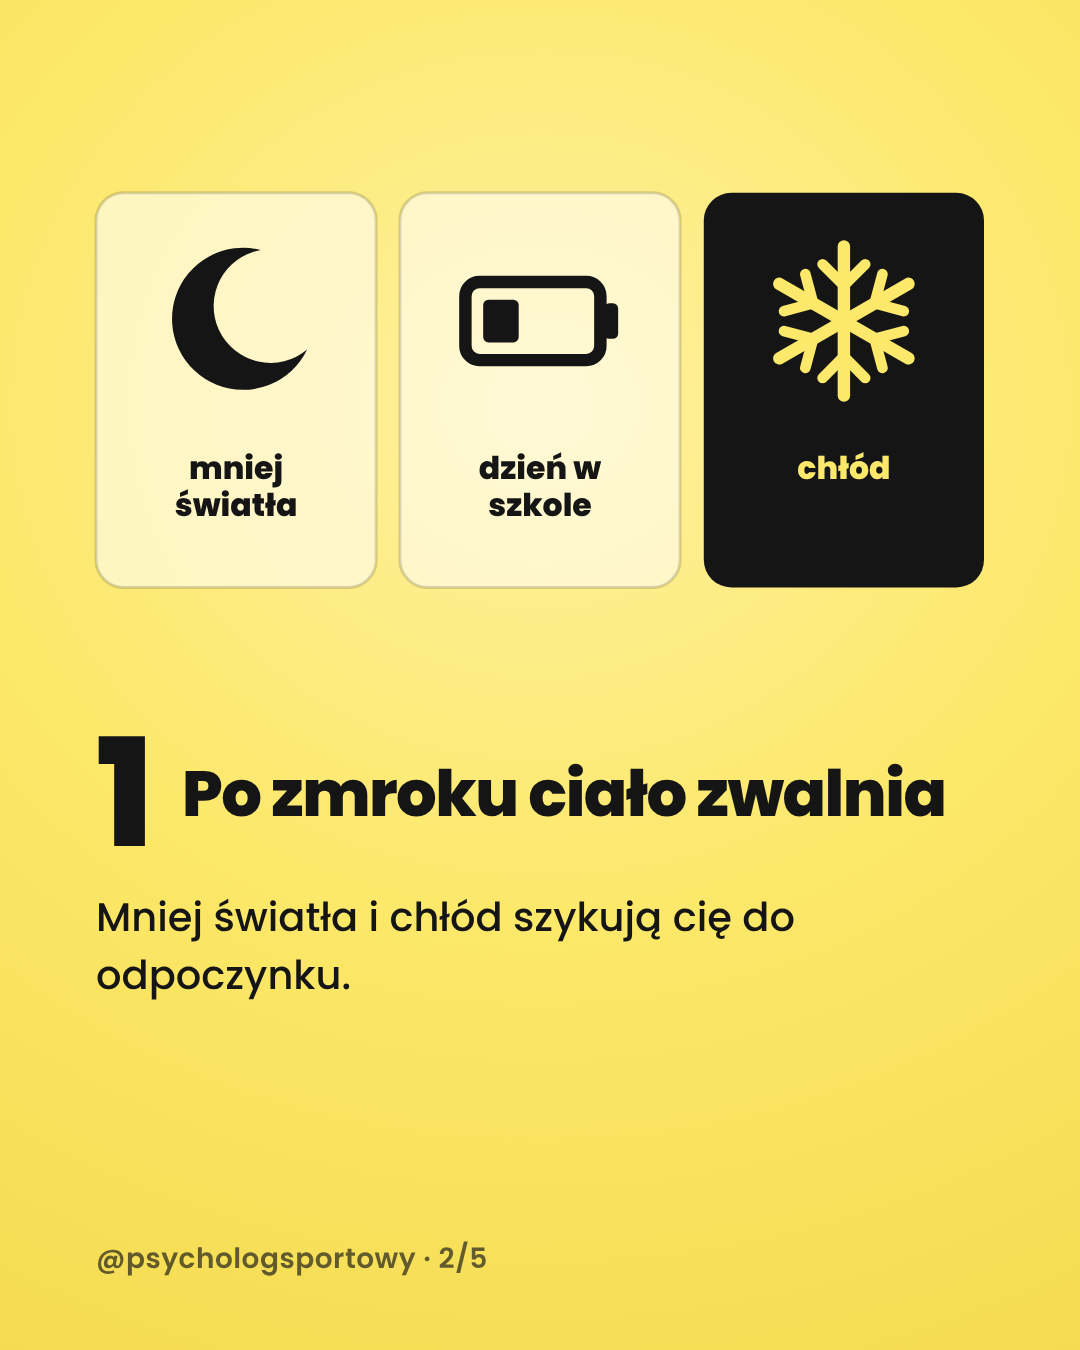 mniej
światła
dzień w
szkole
chłód
1 Po zmroku ciało zwalnia
Mniej światła i chłód szykują cię do
odpoczynku.
@psychologsportowy · 2/5